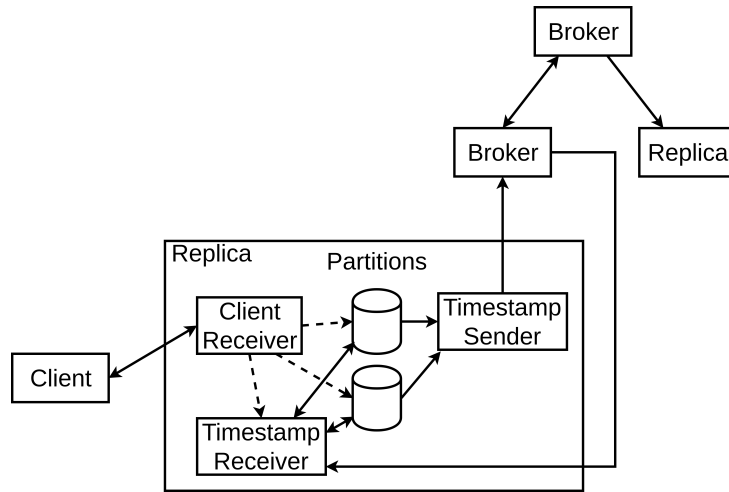 Broker
Broker
Replica
Replica
Partitions
Client
Receiver
Timestamp
Sender
Client
Timestamp
Receiver